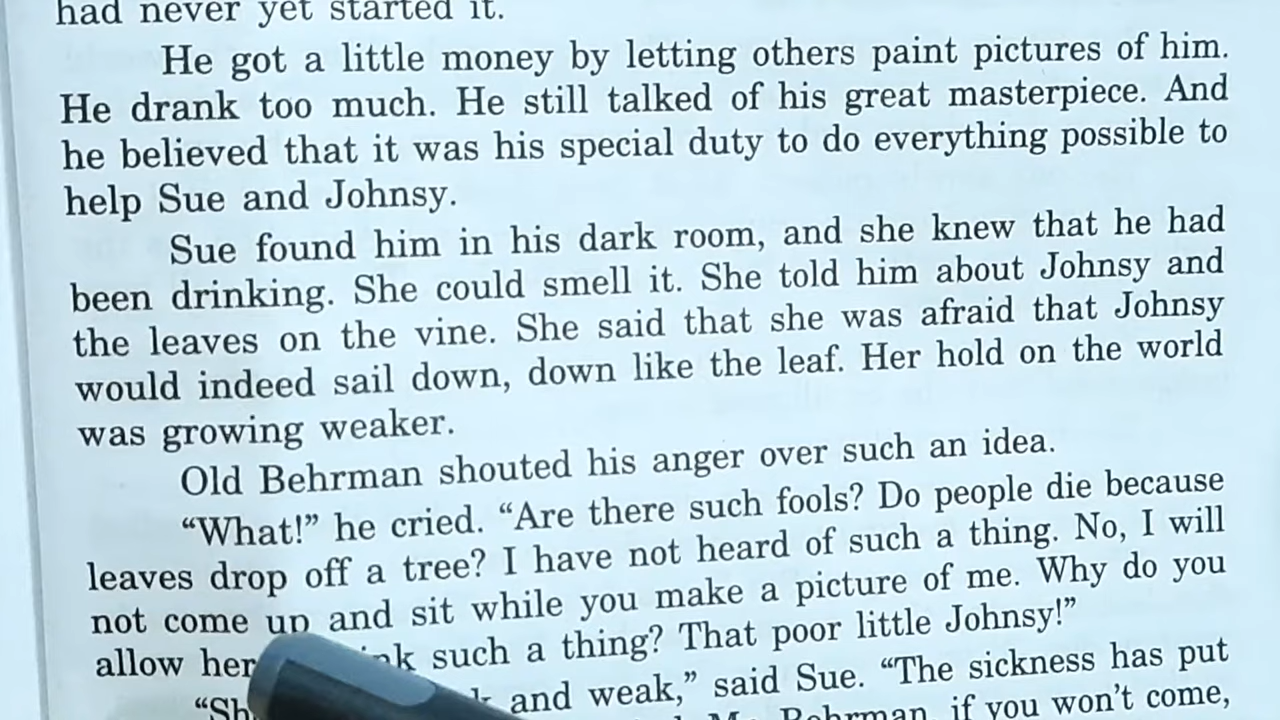 had never yet started it.
He got a little money by letting others paint pictures of him.
He drank too much. He still talked of his great masterpiece. And
he believed that it was his special duty to do everything possible to
help Sue and Johnsy.
Sue found him in his dark room, and she knew that he had
been drinking. She could smell it. She told him about Johnsy and
the leaves on the vine. She said that she was afraid that Johnsy
would indeed sail down, down like the leaf. Her hold on the world
was growing weaker.
Old Behrman shouted his anger over such an idea.
“What!” he cried. “Are there such fools? Do people die because
leaves drop off a tree? I have not heard of such a thing. No, I will
not come up and sit while you make a picture of me. Why do you
allow her such a thing? That poor little Johnsy!”
and weak,” said Sue. “The sickness has put
Behrman, if you won’t come,